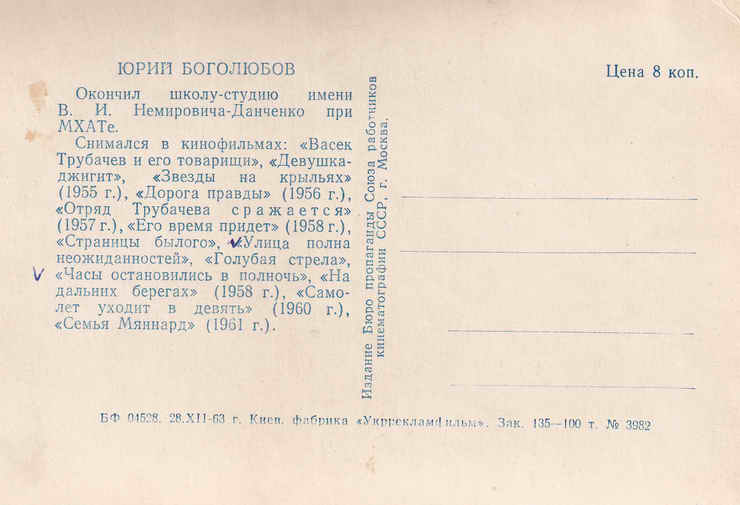 ЮРИЙ БОГОЛЮБОВ
Окончил школу-студию имени
В. И. Немировича-Данченко при
МХАТе.
Снимался в кинофильмах: «Васек
Трубачев и его товарищи», «Девушка-
джигит», «Звезды на крыльях»
(1955 г.), «Дорога правды» (1956 г.),
«Отряд Трубачева сражается»
(1957 г.), «Его время придет» (1958 г.),
«Страницы былого», «Улица полна
неожиданностей», «Голубая стрела»,
«Часы остановились в полночь», «На
дальних берегах» (1958 г.), «Само-
лет уходит в девять» (1960 г.),
«Семья Мяннард» (1961 г.).
Издание Бюро пропаганды Союза работников
кинематографии СССР, г. Москва.
Цена 8 коп.
БФ 04528. 28.XII-63 г. Киев. фабрика «Укррекламфильм». Зак. 135—100 т. № 3982